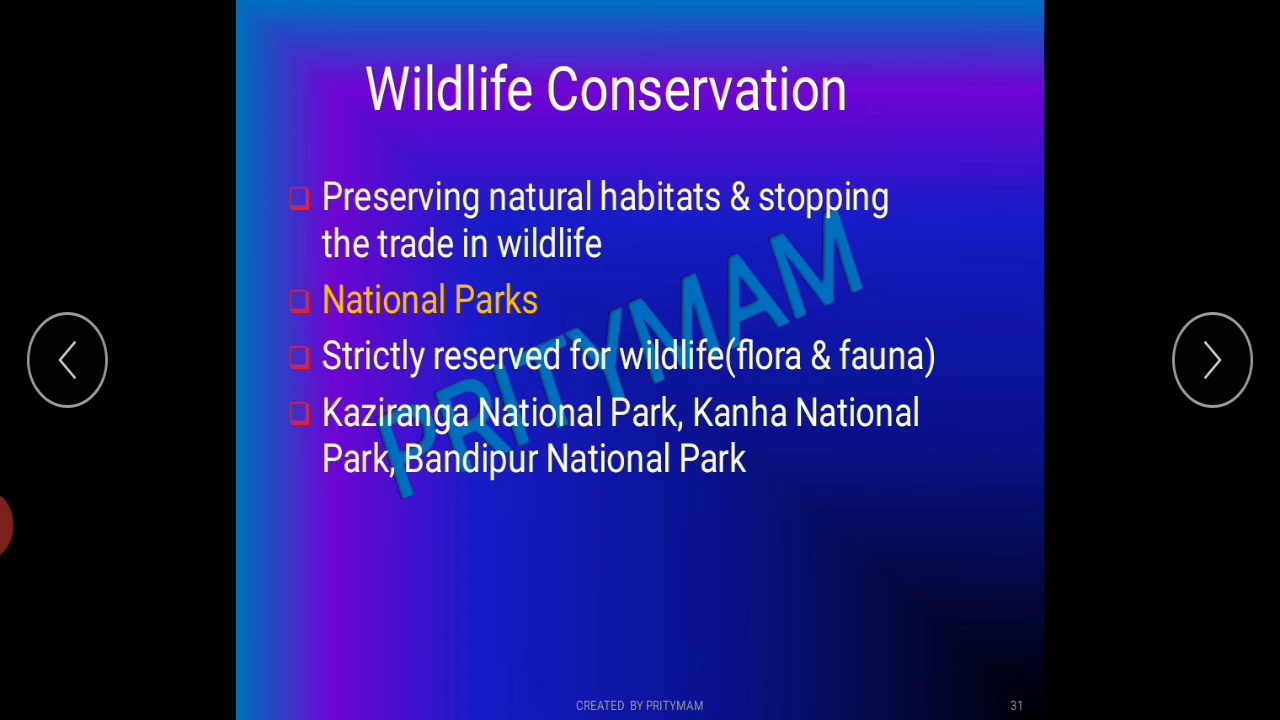 Wildlife Conservation
Preserving natural habitats & stopping
the trade in wildlife
National Parks
Strictly reserved for wildlife(flora & fauna)
Kaziranga National Park, Kanha National
Park, Bandipur National Park
PRITYMAM
CREATED BY PRITYMAM
31